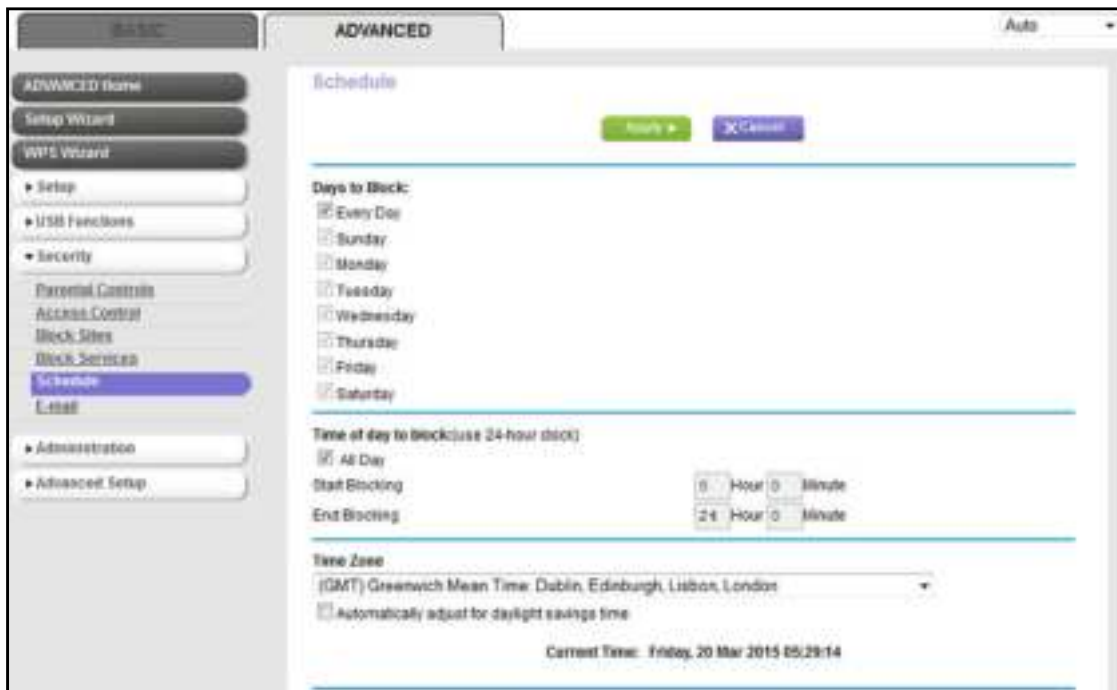 BASIC
ADVANCED
Auto
ADVANCED Home
Setup Wizard
WPS Wizard
▸ Setup
▸ USB Functions
▾ Security
Parental Controls
Access Control
Block Sites
Block Services
Schedule
E-mail
▸ Administration
▸ Advanced Setup
Schedule
Apply ▸
X Cancel
Days to Block:
Every Day
Sunday
Monday
Tuesday
Wednesday
Thursday
Friday
Saturday
Time of day to block:(use 24-hour clock)
All Day
Start Blocking 0 Hour 0 Minute
End Blocking 24 Hour 0 Minute
Time Zone
(GMT) Greenwich Mean Time: Dublin, Edinburgh, Lisbon, London
Automatically adjust for daylight savings time
Current Time: Friday, 20 Mar 2015 05:29:14